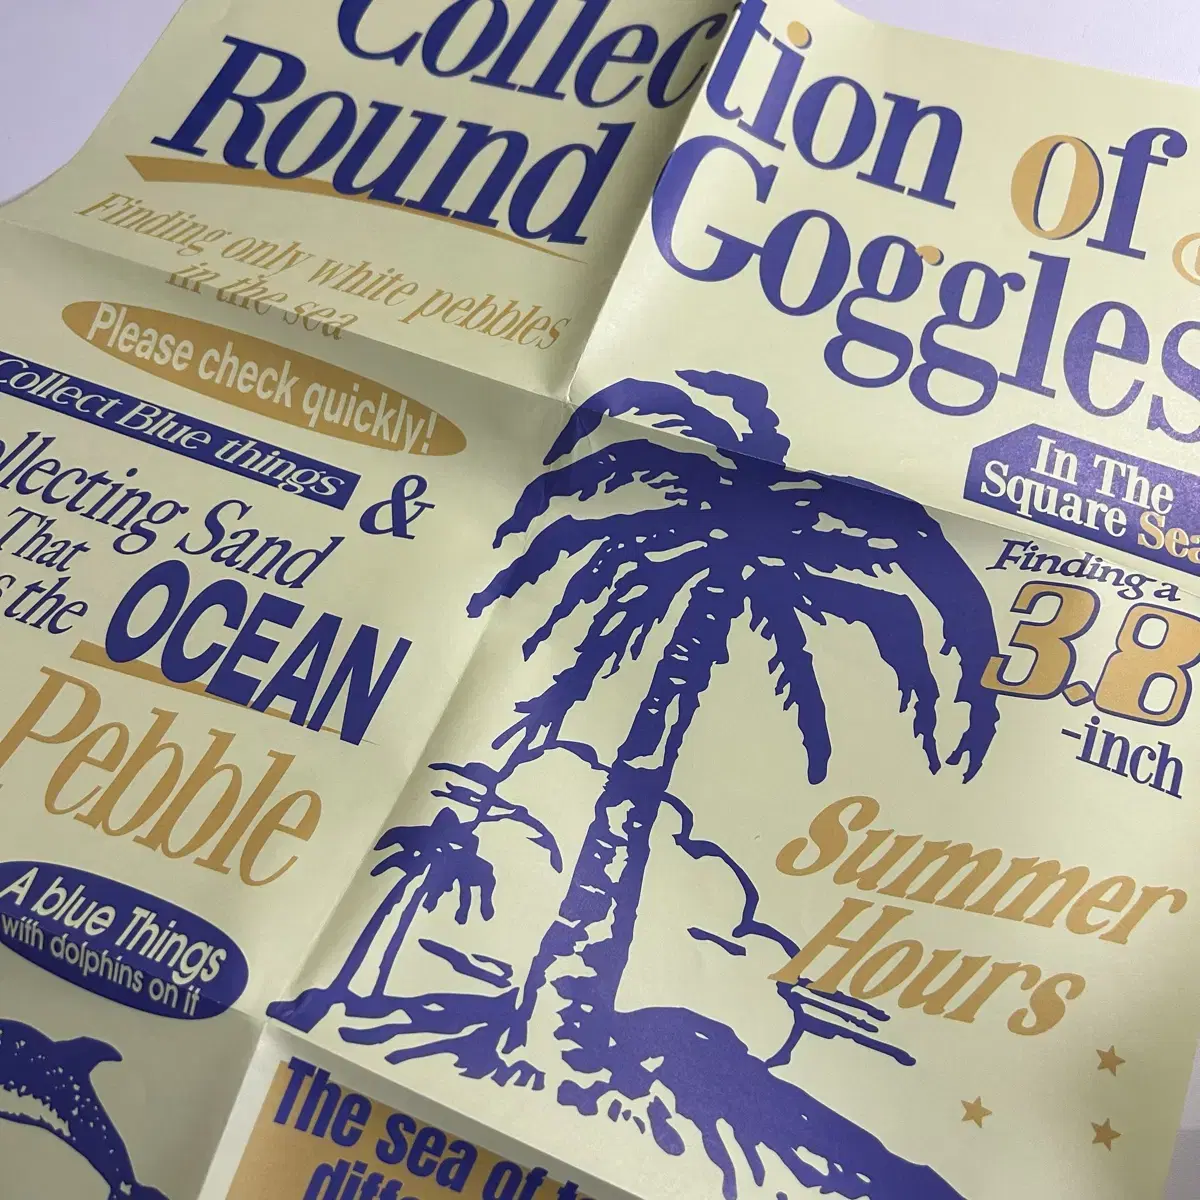 Collection of
Round Goggles
Finding only white pebbles
in the sea
Please check quickly!
Collect Blue things
&
Sand
That
the
OCEAN
Pebble
A blue Things
with dolphins on it
In The
Square Sea
Finding a
3.8
-inch
Summer
Hours
The sea of